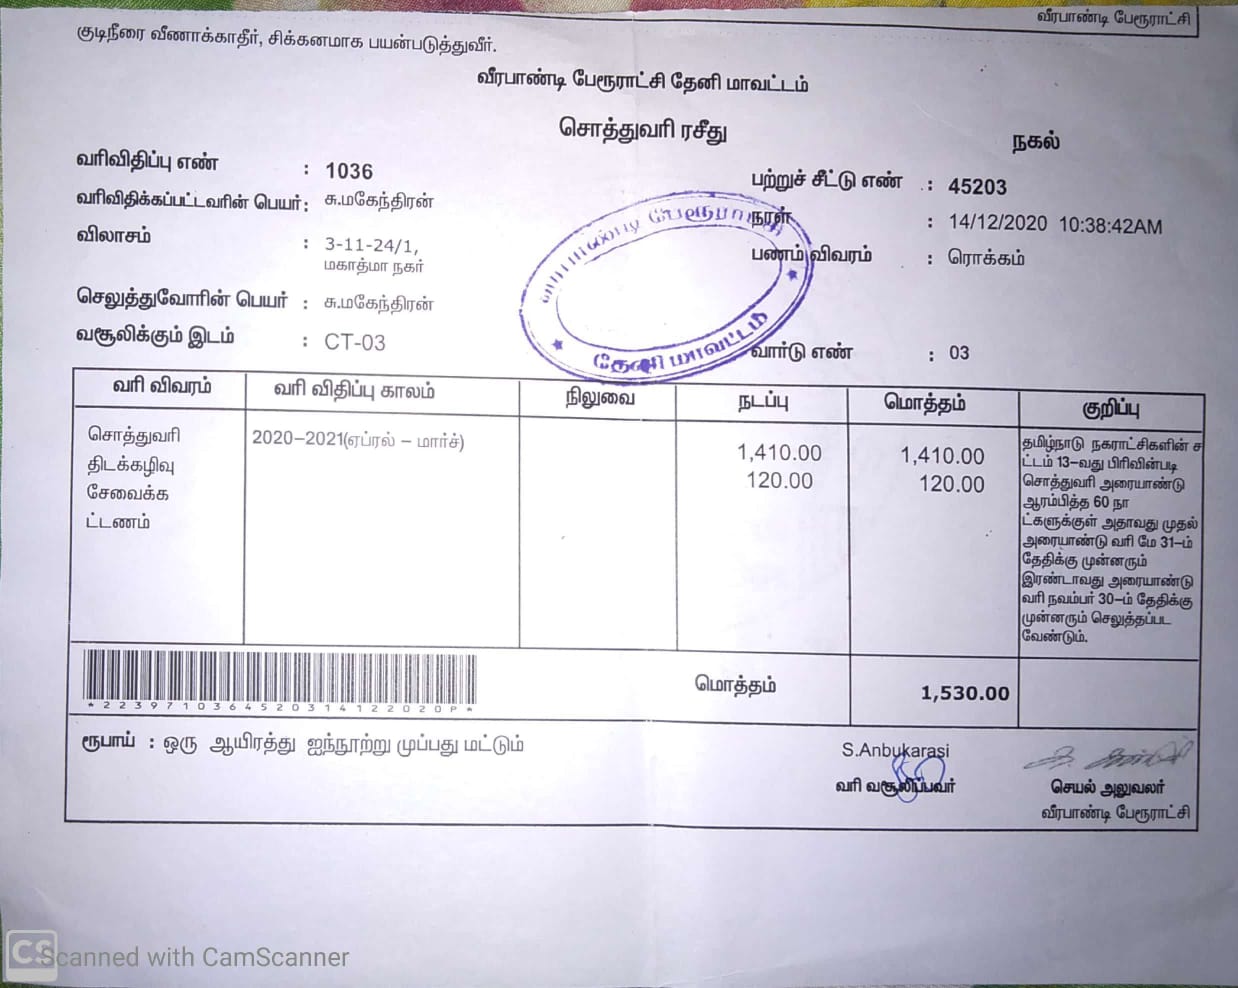 வீரபாண்டி பேரூராட்சி
குடிநீரை வீணாக்காதீர், சிக்கனமாக பயன்படுத்துவீர்.
வீரபாண்டி பேரூராட்சி தேனி மாவட்டம்
சொத்துவரி ரசீது
நகல்
வரிவிதிப்பு எண் : 1036
பற்றுச் சீட்டு எண் : 45203
வரிவிதிக்கப்பட்டவரின் பெயர் : சு.மகேந்திரன்
நாள் : 14/12/2020 10:38:42AM
விலாசம் : 3-11-24/1,
மகாத்மா நகர்
பணம் விவரம் : ரொக்கம்
செலுத்துவோரின் பெயர் : சு.மகேந்திரன்
வசூலிக்கும் இடம் : CT-03
வார்டு எண் : 03
பேரூராட்சி
தேனி மாவட்டம்
வரி விவரம் வரி விதிப்பு காலம் நிலுவை நடப்பு மொத்தம் குறிப்பு
சொத்துவரி 2020–2021(ஏப்ரல் – மார்ச்) 1,410.00 1,410.00
திடக்கழிவு 120.00 120.00
சேவைக்க
ட்டணம்
தமிழ்நாடு நகராட்சிகளின் ச
ட்டம் 13–வது பிரிவின்படி
சொத்துவரி அரையாண்டு
ஆரம்பித்த 60 நா
ட்களுக்குள் அதாவது முதல்
அரையாண்டு வரி மே 31–ம்
தேதிக்கு முன்னரும்
இரண்டாவது அரையாண்டு
வரி நவம்பர் 30–ம் தேதிக்கு
முன்னரும் செலுத்தப்பட
வேண்டும்.
மொத்தம் 1,530.00
*2239710364520314122020P*
ரூபாய் : ஒரு ஆயிரத்து ஐந்நூற்று முப்பது மட்டும்
S.Anbukarasi
வரி வசூலிப்பவர்
செயல் அலுவலர்
வீரபாண்டி பேரூராட்சி
CS Scanned with CamScanner